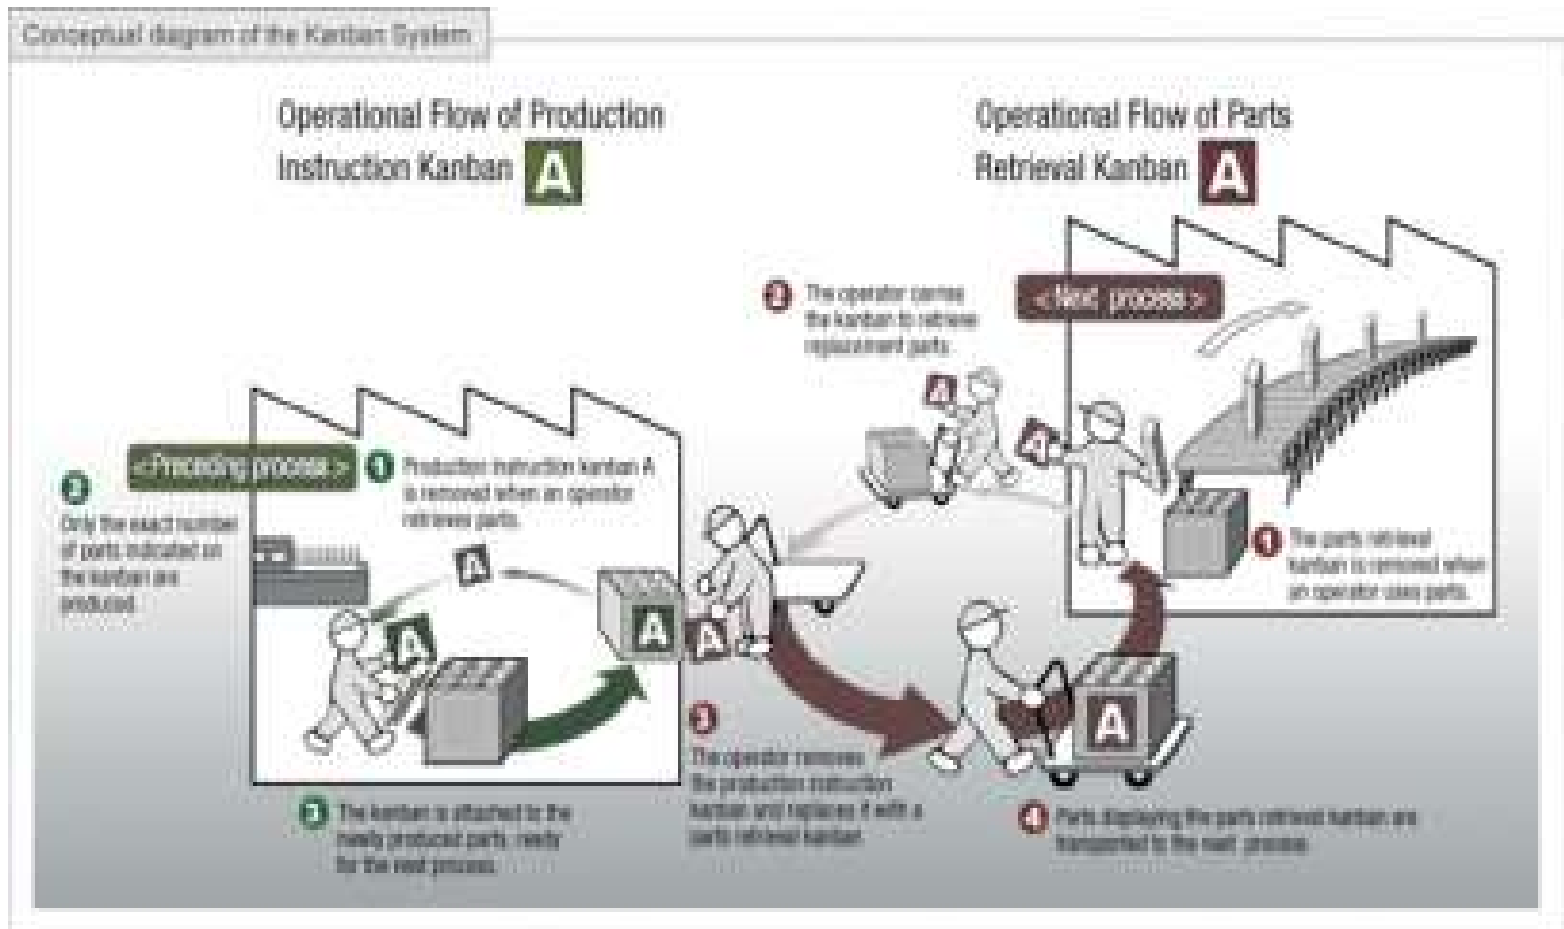 Conceptual diagram of the Kanban System
Operational Flow of Production
Instruction Kanban A
Operational Flow of Parts
Retrieval Kanban A
<Next process>
2 The operator carries
the kanban to retrieve
replacement parts.
A
A
1 The parts retrieval
kanban is removed when
an operator uses parts.
<Preceding process>
1 Production instruction kanban A
is removed when an operator
retrieves parts.
2
Only the exact number
of parts indicated on
the kanban are
produced.
A
A
A
A
3 The kanban is attached to the
newly produced parts, ready
for the next process.
3
The operator removes
the production instruction
kanban and replaces it with a
parts retrieval kanban.
A
4 Parts displaying the parts retrieval kanban are
transported to the next process.